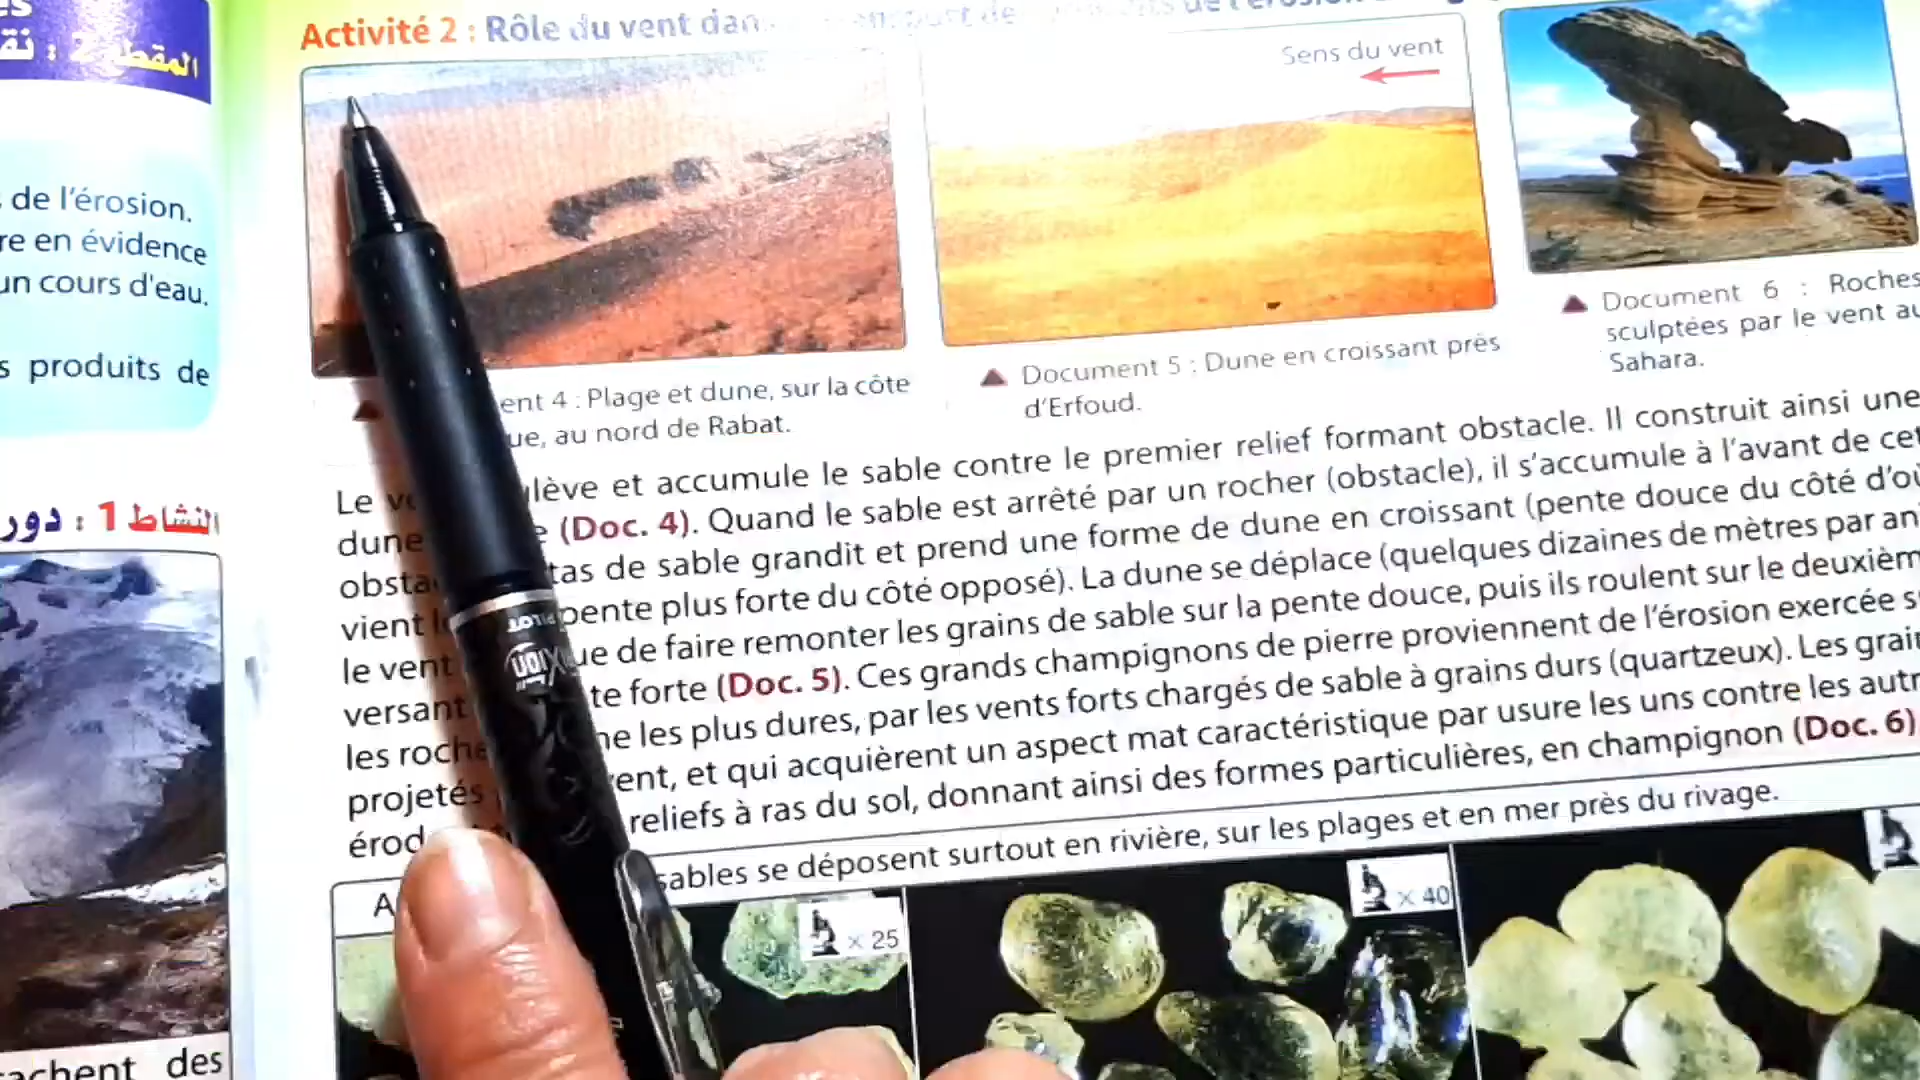 المقطع 2 : نقـ
de l'érosion.
re en évidence
un cours d'eau.
s produits de
النشاط 1 : دور
achent des
Activité 2 : Rôle du vent dans
Sens du vent
ent 4 : Plage et dune, sur la côte
ue, au nord de Rabat.
Document 5 : Dune en croissant près
d'Erfoud.
Document 6 : Roches
sculptées par le vent au
Sahara.
Le v lève et accumule le sable contre le premier relief formant obstacle. Il construit ainsi une
dune e (Doc. 4). Quand le sable est arrêté par un rocher (obstacle), il s'accumule à l'avant de cet
obsta tas de sable grandit et prend une forme de dune en croissant (pente douce du côté d'où
vient l pente plus forte du côté opposé). La dune se déplace (quelques dizaines de mètres par an
le vent ue de faire remonter les grains de sable sur la pente douce, puis ils roulent sur le deuxièm
versant te forte (Doc. 5). Ces grands champignons de pierre proviennent de l'érosion exercée s
les roche ne les plus dures, par les vents forts chargés de sable à grains durs (quartzeux). Les grai
projetés vent, et qui acquièrent un aspect mat caractéristique par usure les uns contre les autr
érod reliefs à ras du sol, donnant ainsi des formes particulières, en champignon (Doc. 6)
A sables se déposent surtout en rivière, sur les plages et en mer près du rivage.
× 25
× 40
PILOT